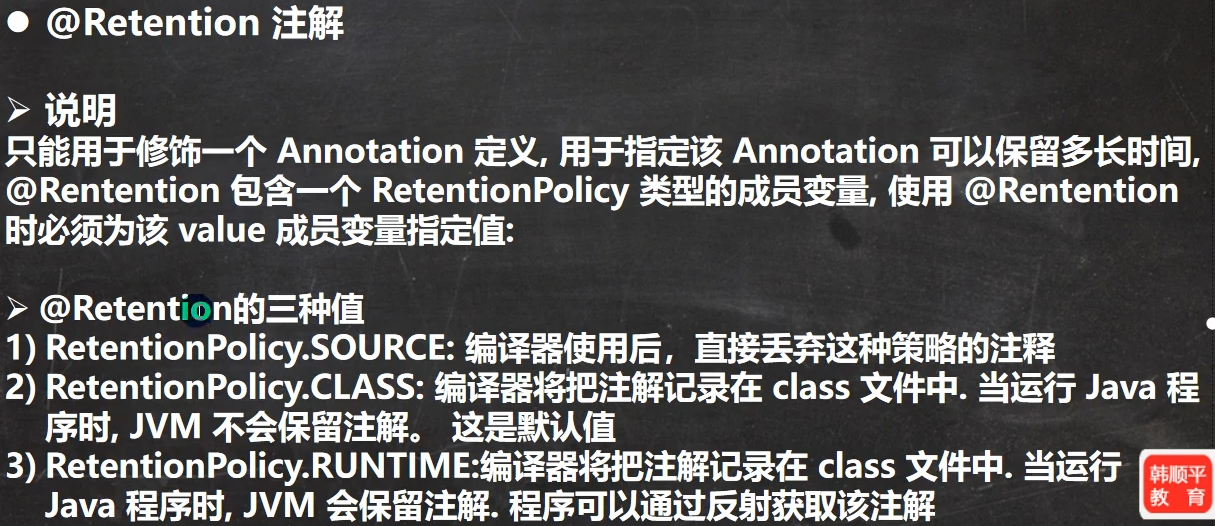 ● @Retention 注解
➢ 说明
只能用于修饰一个 Annotation 定义, 用于指定该 Annotation 可以保留多长时间,
@Rentention 包含一个 RetentionPolicy 类型的成员变量, 使用 @Rentention
时必须为该 value 成员变量指定值:
➢ @Retention的三种值
1) RetentionPolicy.SOURCE: 编译器使用后，直接丢弃这种策略的注释
2) RetentionPolicy.CLASS: 编译器将把注解记录在 class 文件中. 当运行 Java 程
序时, JVM 不会保留注解。 这是默认值
3) RetentionPolicy.RUNTIME:编译器将把注解记录在 class 文件中. 当运行
Java 程序时, JVM 会保留注解. 程序可以通过反射获取该注解
韩顺平
教 育